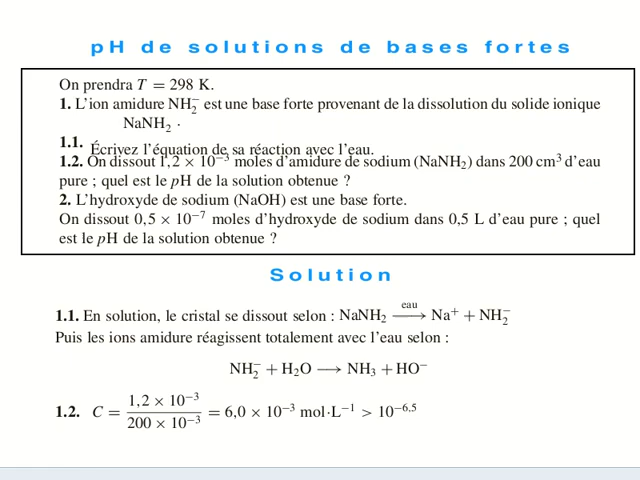 pH de solutions de bases fortes
On prendra T = 298 K.
1. L'ion amidure NH₂⁻ est une base forte provenant de la dissolution du solide ionique
NaNH₂ .
1.1. Écrivez l'équation de sa réaction avec l'eau.
1.2. On dissout 1,2 × 10⁻³ moles d'amidure de sodium (NaNH₂) dans 200 cm³ d'eau
pure ; quel est le pH de la solution obtenue ?
2. L'hydroxyde de sodium (NaOH) est une base forte.
On dissout 0,5 × 10⁻⁷ moles d'hydroxyde de sodium dans 0,5 L d'eau pure ; quel
est le pH de la solution obtenue ?
Solution
1.1. En solution, le cristal se dissout selon : NaNH₂ —eau→ Na⁺ + NH₂⁻
Puis les ions amidure réagissent totalement avec l'eau selon :
NH₂⁻ + H₂O ⟶ NH₃ + HO⁻
1.2. C = (1,2 × 10⁻³)/(200 × 10⁻³) = 6,0 × 10⁻³ mol·L⁻¹ > 10⁻⁶·⁵